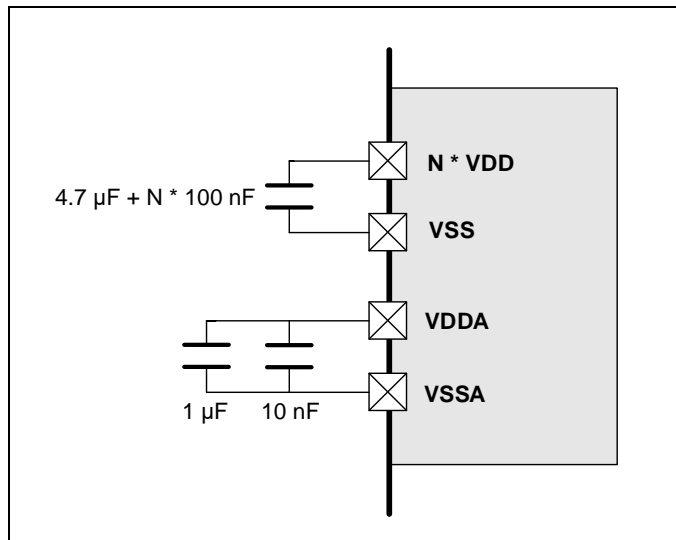 N * VDD
4.7 µF + N * 100 nF
VSS
VDDA
VSSA
1 µF 10 nF